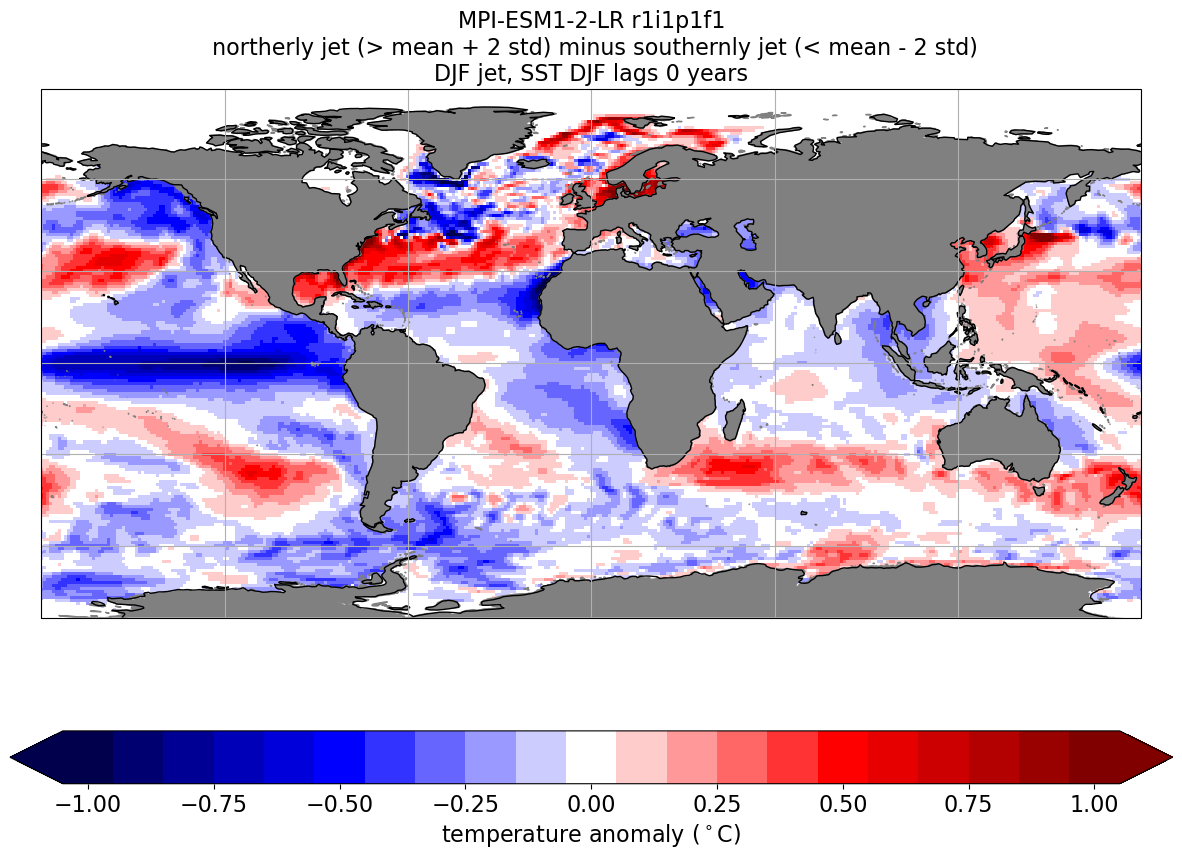 MPI-ESM1-2-LR r1i1p1f1
northerly jet (> mean + 2 std) minus southernly jet (< mean - 2 std)
DJF jet, SST DJF lags 0 years
−1.00 −0.75 −0.50 −0.25 0.00 0.25 0.50 0.75 1.00
temperature anomaly (°C)